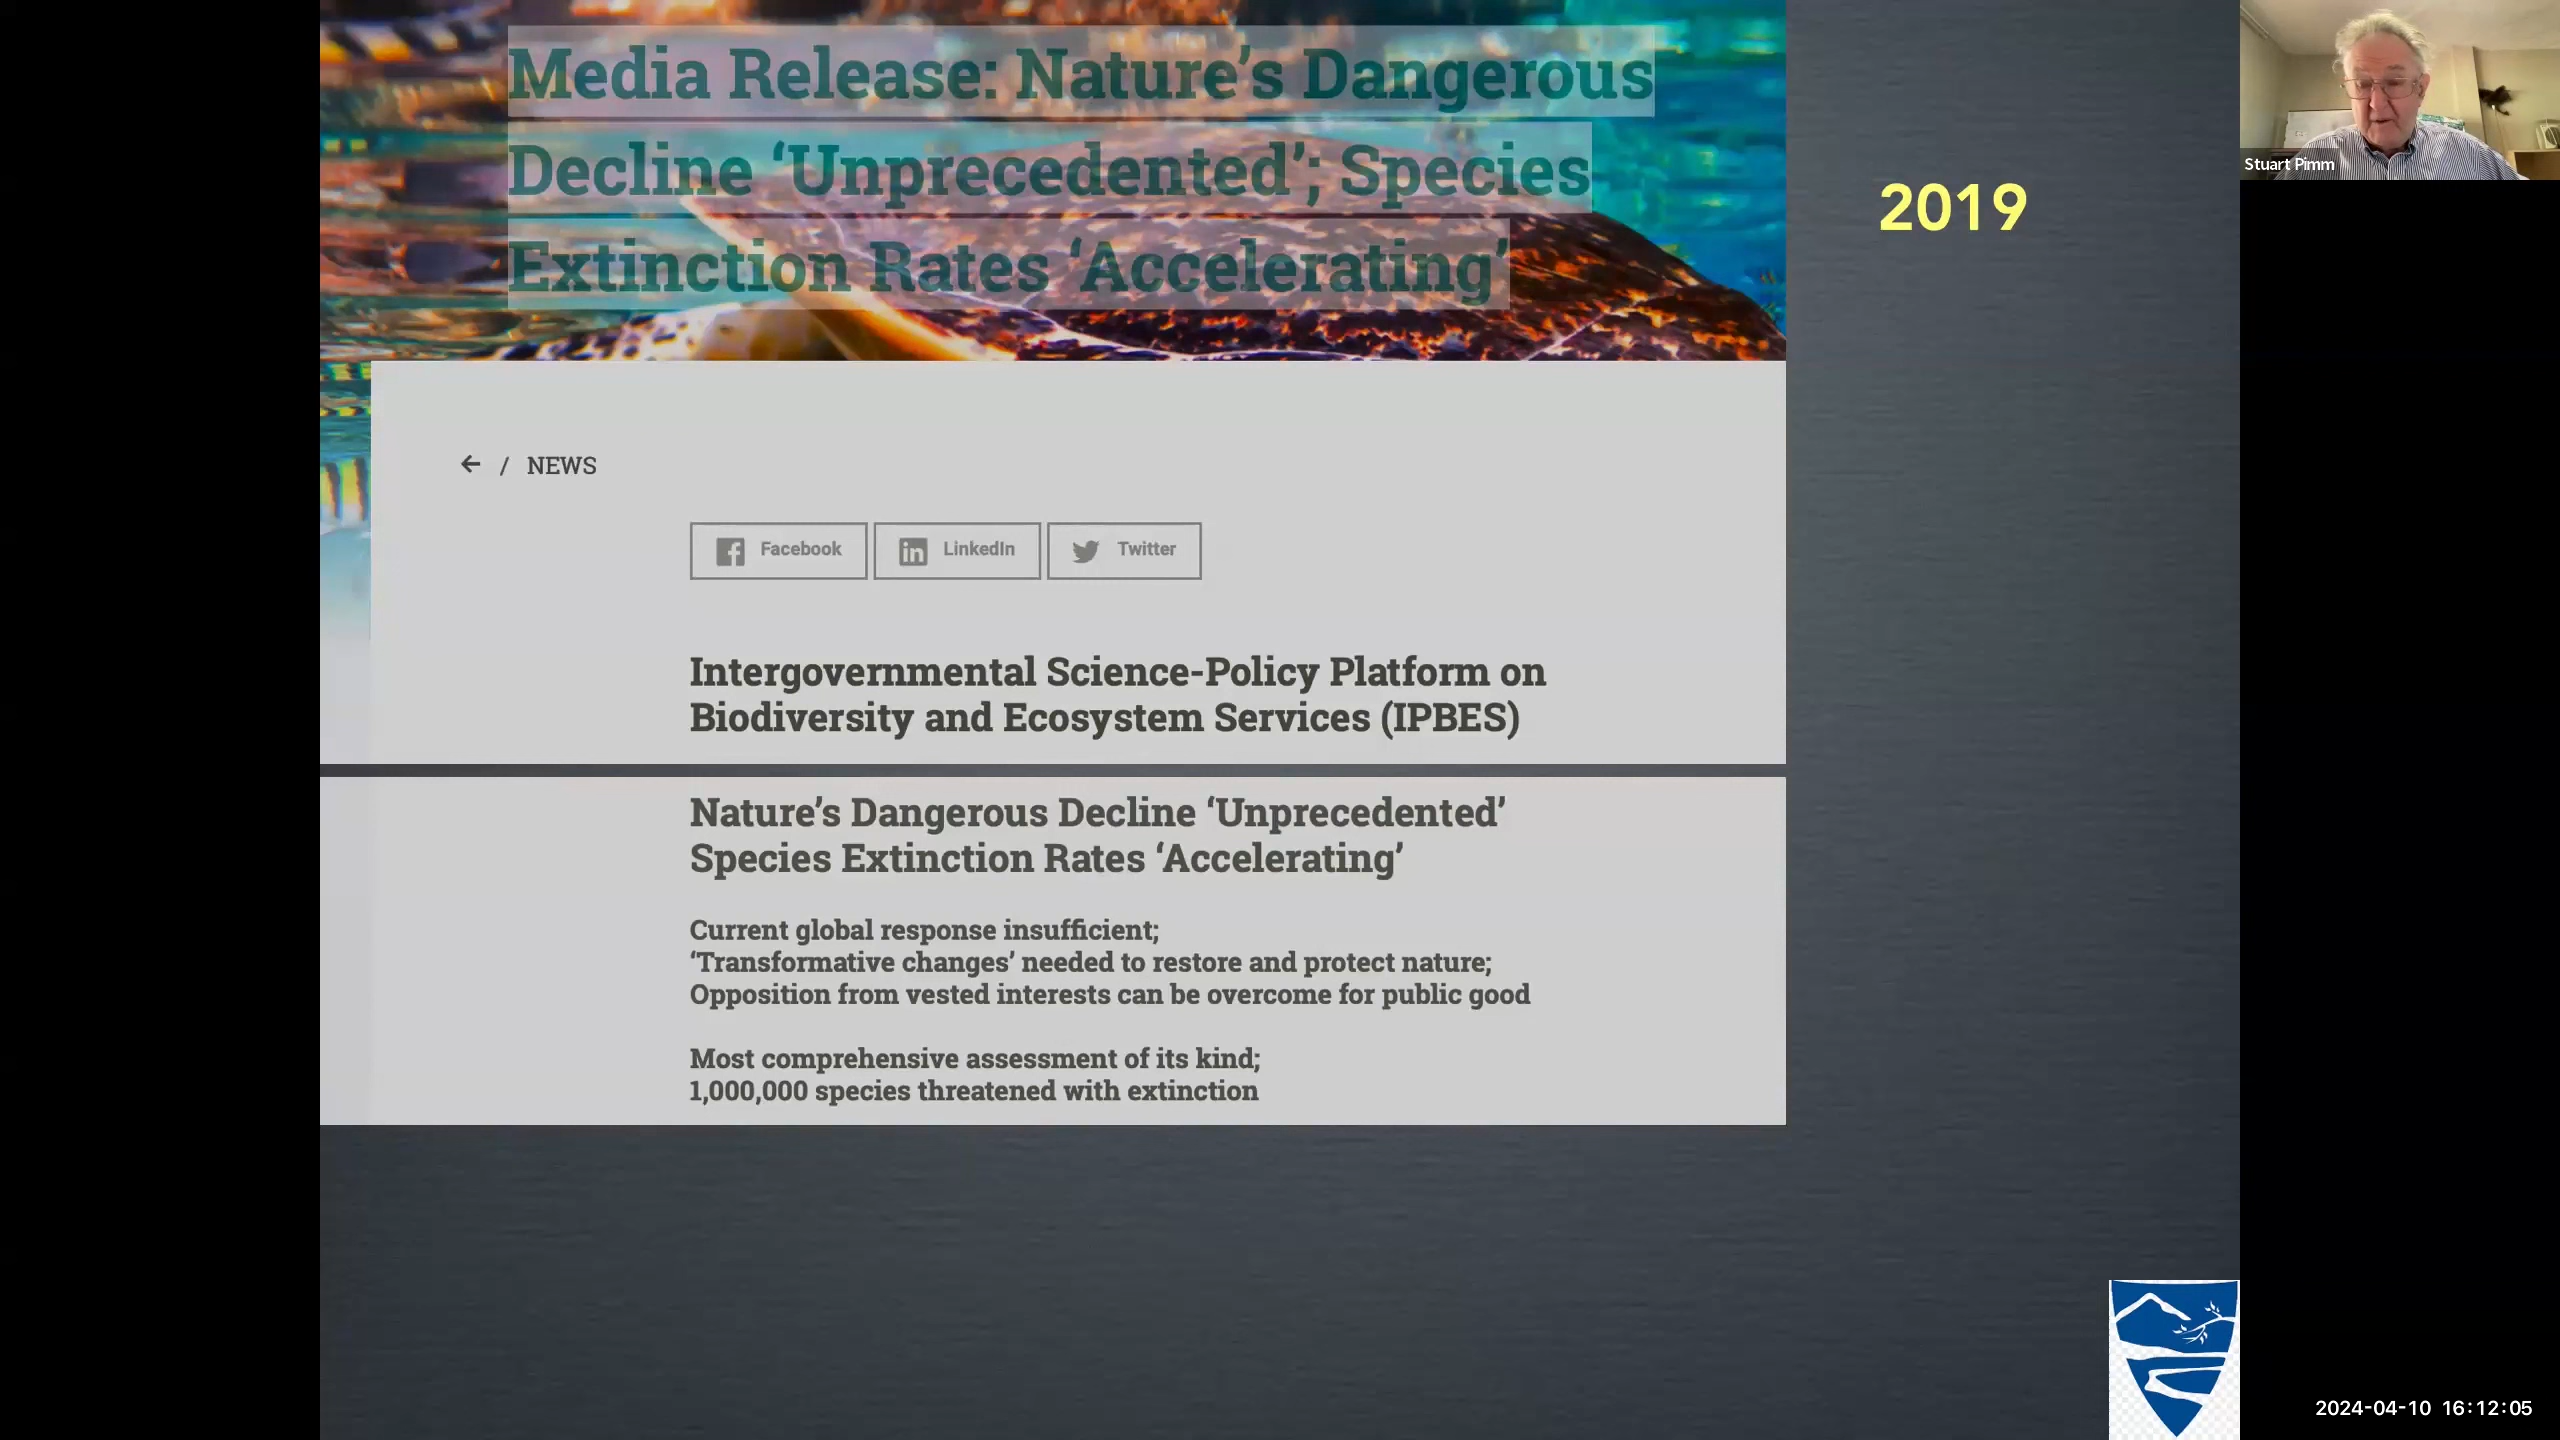 Media Release: Nature’s Dangerous
Decline ‘Unprecedented’; Species
Extinction Rates ‘Accelerating’
2019
Stuart Pimm
← / NEWS
Facebook LinkedIn Twitter
Intergovernmental Science-Policy Platform on
Biodiversity and Ecosystem Services (IPBES)
Nature’s Dangerous Decline ‘Unprecedented’
Species Extinction Rates ‘Accelerating’
Current global response insufficient;
‘Transformative changes’ needed to restore and protect nature;
Opposition from vested interests can be overcome for public good
Most comprehensive assessment of its kind;
1,000,000 species threatened with extinction
2024-04-10 16:12:05